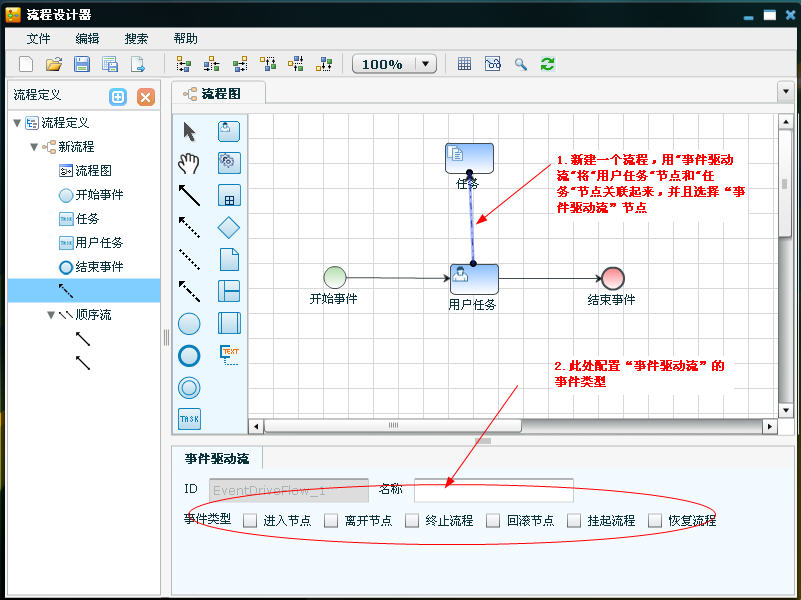 流程设计器
文件 编辑 搜索 帮助
100%
流程定义
流程图
流程定义
新流程
流程图
开始事件
任务
用户任务
结束事件
顺序流
TEXT
TASK
TASK
TASK
任务
开始事件
用户任务
结束事件
1.新建一个流程，用"事件驱动
流"将"用户任务"节点和"任
务"节点关联起来，并且选择“事
件驱动流”节点
2.此处配置“事件驱动流”的
事件类型
事件驱动流
ID EventDriveFlow_1 名称
事件类型 进入节点 离开节点 终止流程 回滚节点 挂起流程 恢复流程